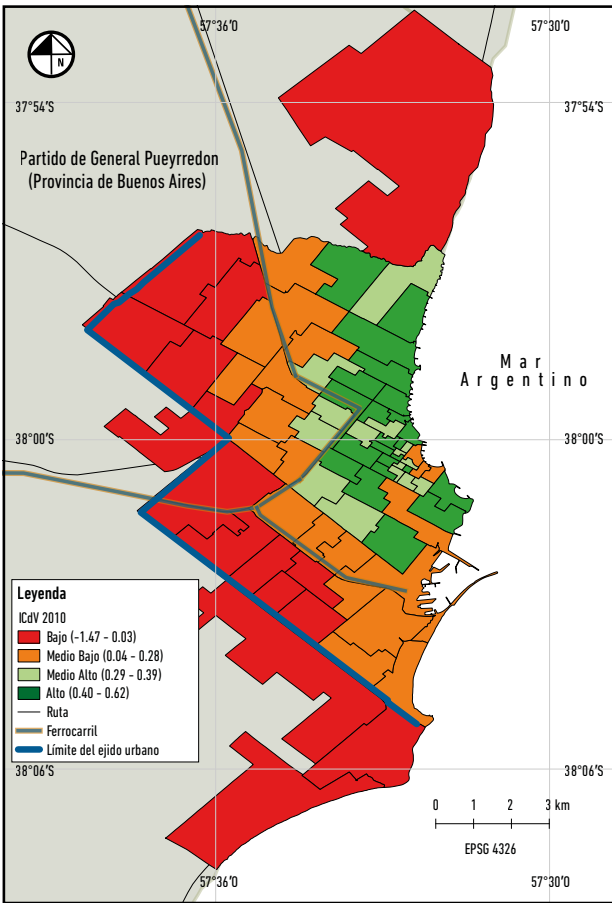 57°36'0
57°30'0
N
37°54'S
37°54'S
Partido de General Pueyrredon
(Provincia de Buenos Aires)
Mar
Argentino
38°00'S
38°00'S
Leyenda
ICdV 2010
Bajo (-1.47 - 0.03)
Medio Bajo (0.04 - 0.28)
Medio Alto (0.29 - 0.39)
Alto (0.40 - 0.62)
Ruta
Ferrocarril
Límite del ejido urbano
38°06'S
38°06'S
0 1 2 3 km
EPSG 4326
57°36'0
57°30'0